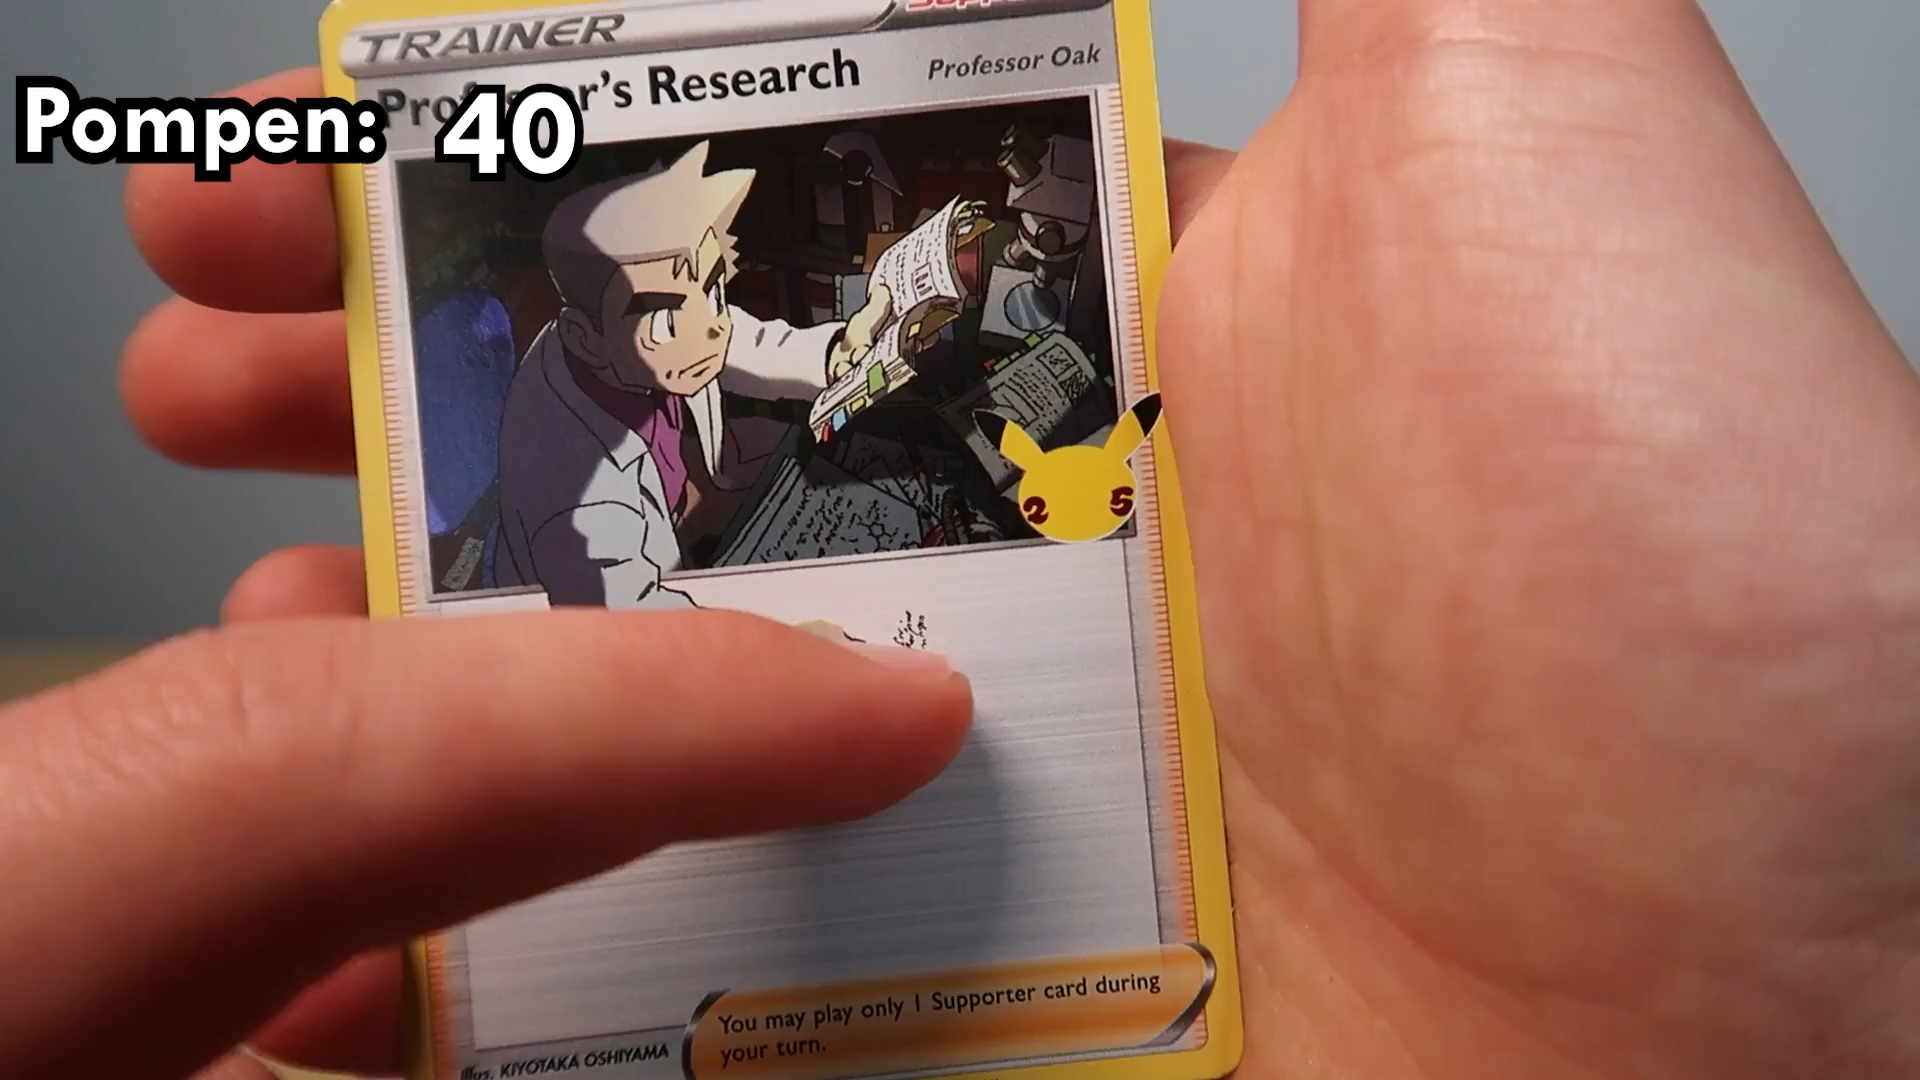 TRAINER
Professor's Research
Professor Oak
Pompen: 40
2 5
You may play only 1 Supporter card during
your turn.
Illus. KIYOTAKA OSHIYAMA